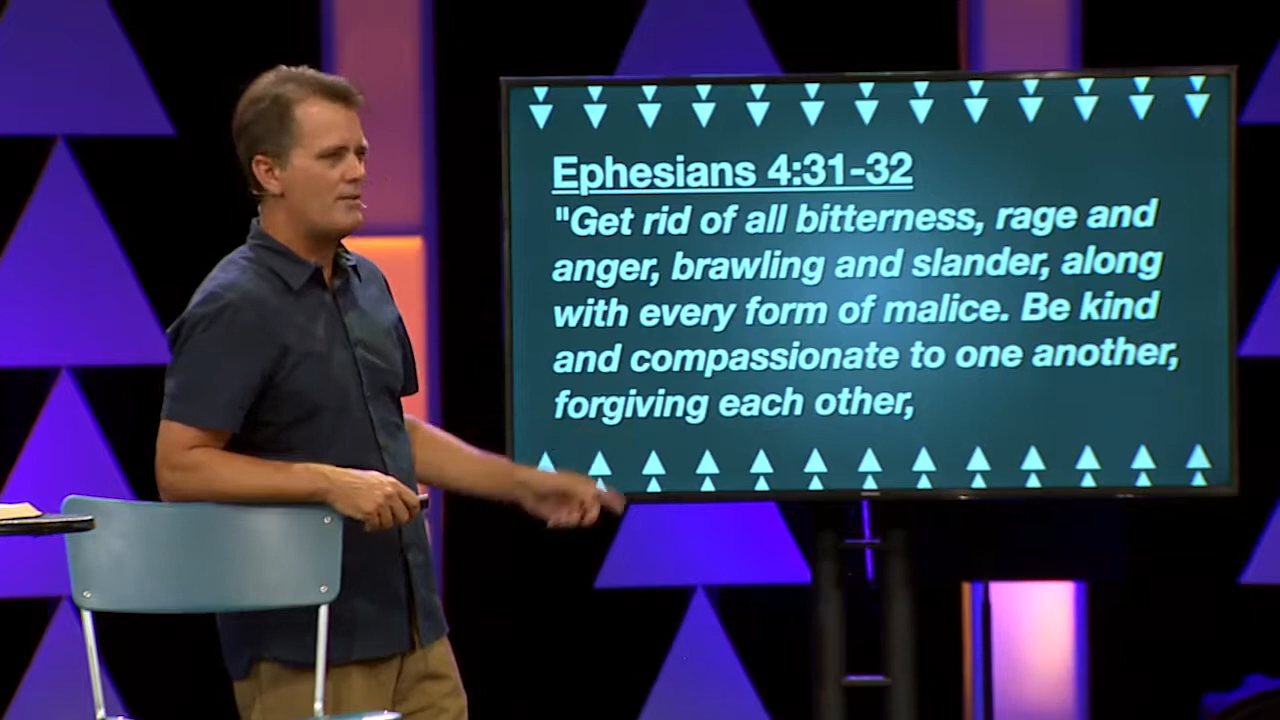 Ephesians 4:31-32
"Get rid of all bitterness, rage and
anger, brawling and slander, along
with every form of malice. Be kind
and compassionate to one another,
forgiving each other,